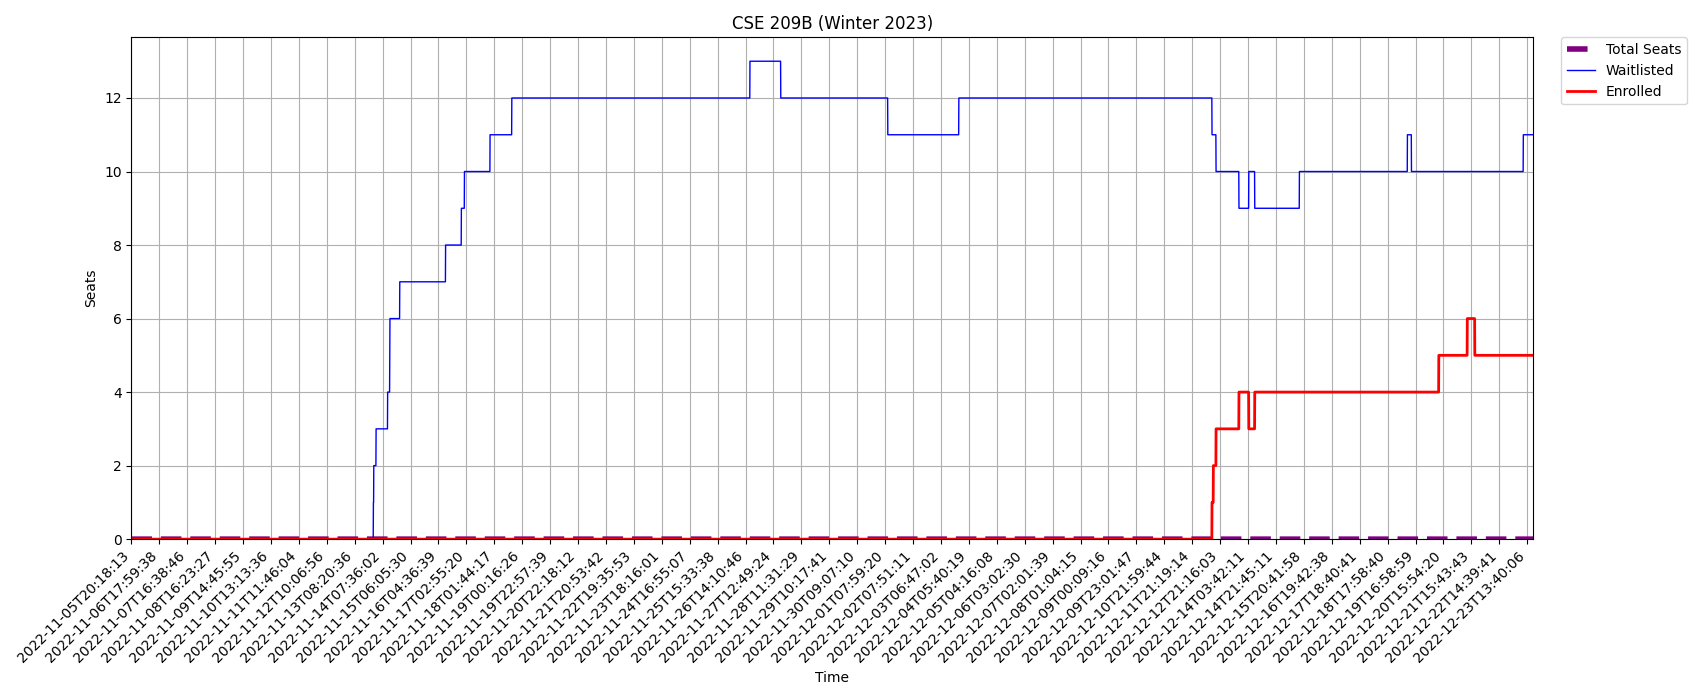 CSE 209B (Winter 2023)
Total Seats
Waitlisted
Enrolled
Seats
12
10
8
6
4
2
0
2022-11-05T20:18:13
2022-11-06T17:59:38
2022-11-07T16:38:46
2022-11-08T16:23:27
2022-11-09T14:45:55
2022-11-10T13:13:36
2022-11-11T11:46:04
2022-11-12T10:06:56
2022-11-13T08:20:36
2022-11-14T07:36:02
2022-11-15T06:05:30
2022-11-16T04:36:39
2022-11-17T02:55:20
2022-11-18T01:44:17
2022-11-19T00:16:26
2022-11-19T22:57:39
2022-11-20T22:18:12
2022-11-21T20:53:42
2022-11-22T19:35:53
2022-11-23T18:16:01
2022-11-24T16:55:07
2022-11-25T15:33:38
2022-11-26T14:10:46
2022-11-27T12:49:24
2022-11-28T11:31:29
2022-11-29T10:17:41
2022-11-30T09:07:10
2022-12-01T07:59:20
2022-12-02T07:51:11
2022-12-03T06:47:02
2022-12-04T05:40:19
2022-12-05T04:16:08
2022-12-06T03:02:30
2022-12-07T02:01:39
2022-12-08T01:04:15
2022-12-09T00:09:16
2022-12-09T23:01:47
2022-12-10T21:59:44
2022-12-11T21:19:14
2022-12-12T21:16:03
2022-12-14T03:42:11
2022-12-14T21:45:11
2022-12-15T20:41:58
2022-12-16T19:42:38
2022-12-17T18:40:41
2022-12-18T17:58:40
2022-12-19T16:58:59
2022-12-20T15:54:20
2022-12-21T15:43:43
2022-12-22T14:39:41
2022-12-23T13:40:06
Time